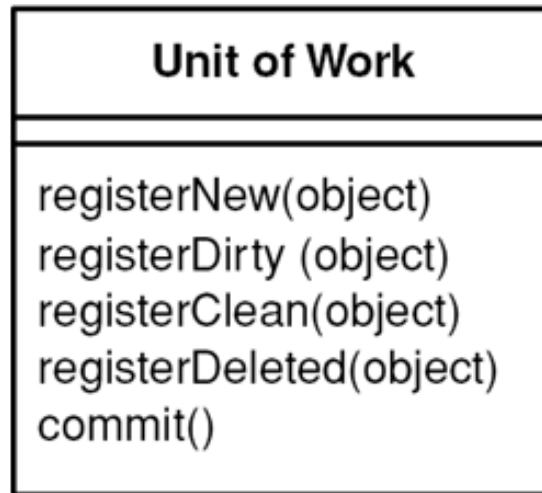 Unit of Work
registerNew(object)
registerDirty (object)
registerClean(object)
registerDeleted(object)
commit()